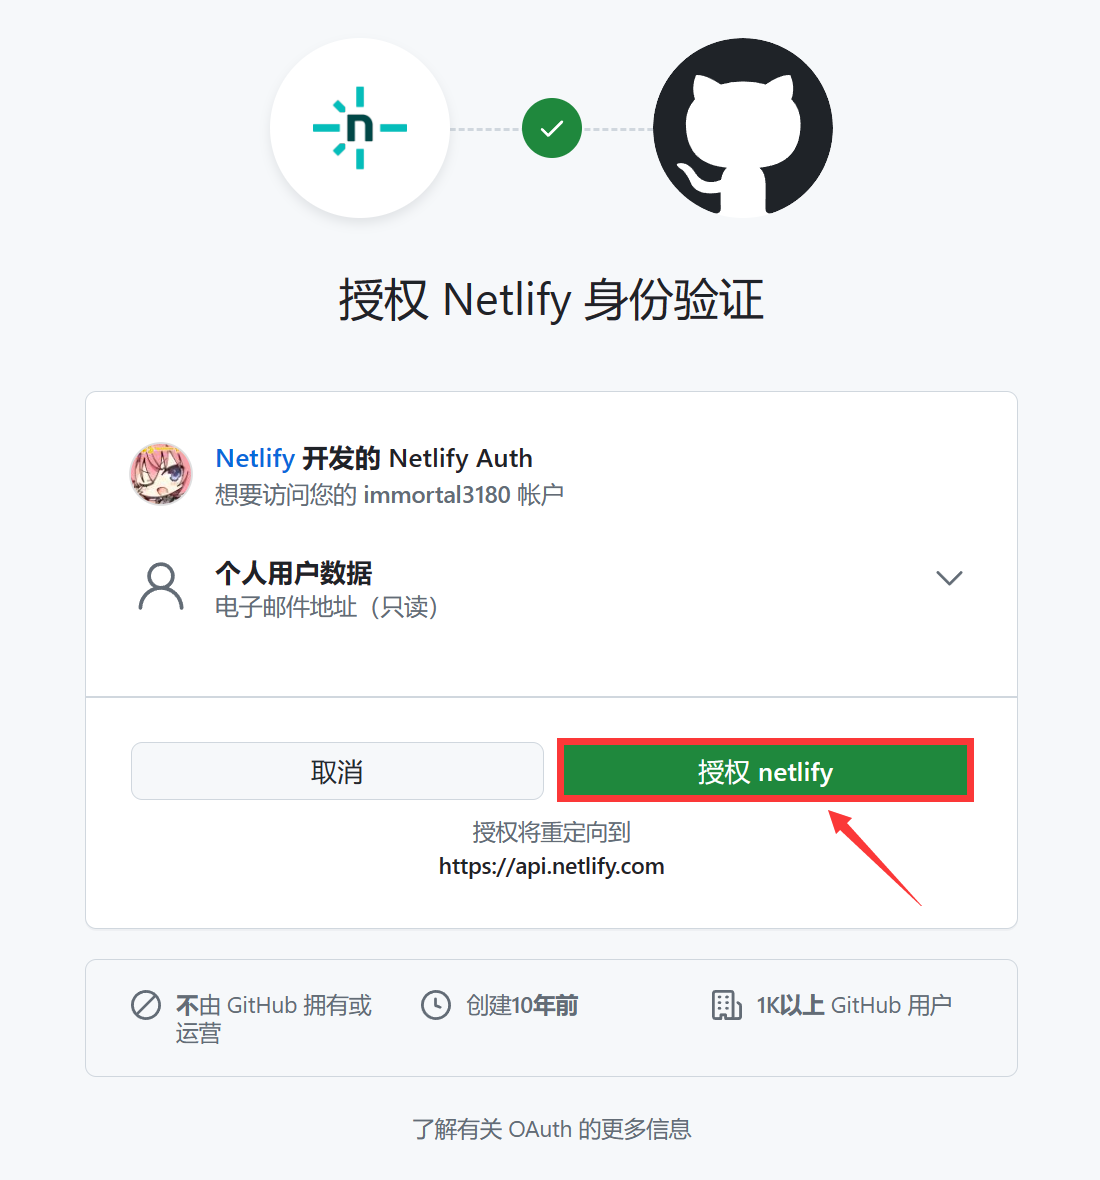 n
授权 Netlify 身份验证
Netlify 开发的 Netlify Auth
想要访问您的 immortal3180 帐户
个人用户数据
电子邮件地址（只读）
取消
授权 netlify
授权将重定向到
https://api.netlify.com
不由 GitHub 拥有或
运营
创建10年前
1K以上 GitHub 用户
了解有关 OAuth 的更多信息